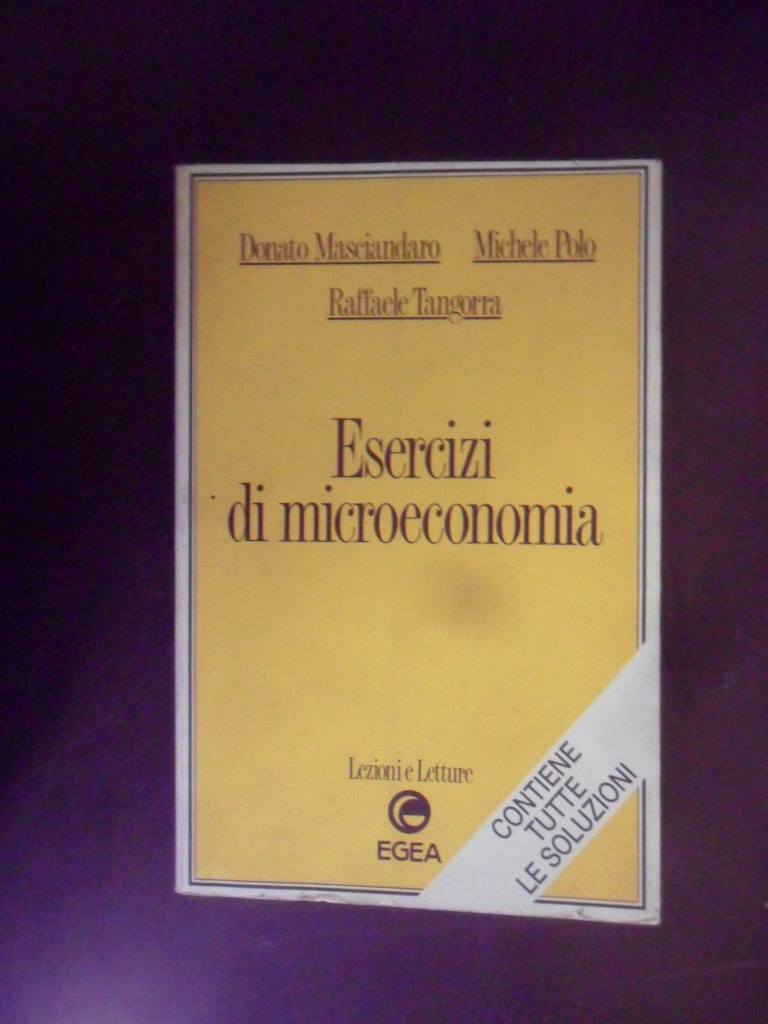 Donato Masciandaro Michele Polo
Raffaele Tangorra
Esercizi
di microeconomia
Lezioni e Letture
EGEA
CONTIENE
TUTTE
LE SOLUZIONI